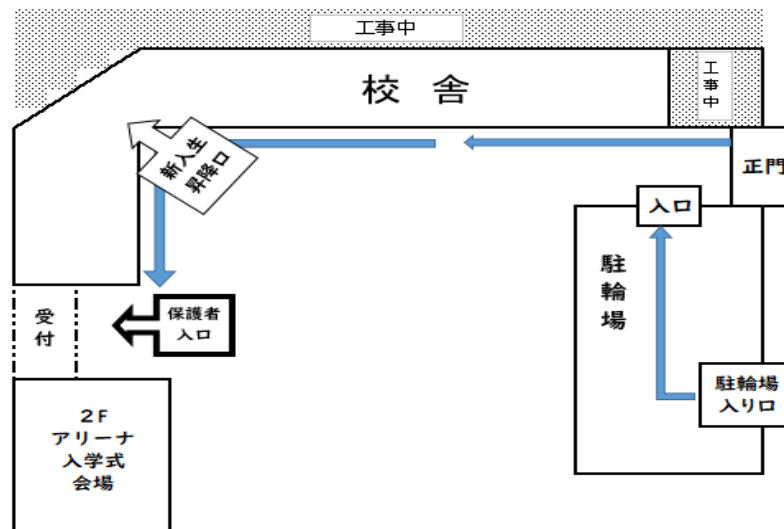 工事中
校 舎
工
事
中
正門
新入生
昇降口
入口
駐
輪
場
受
付
保護者
入口
駐輪場
入り口
2F
アリーナ
入学式
会場